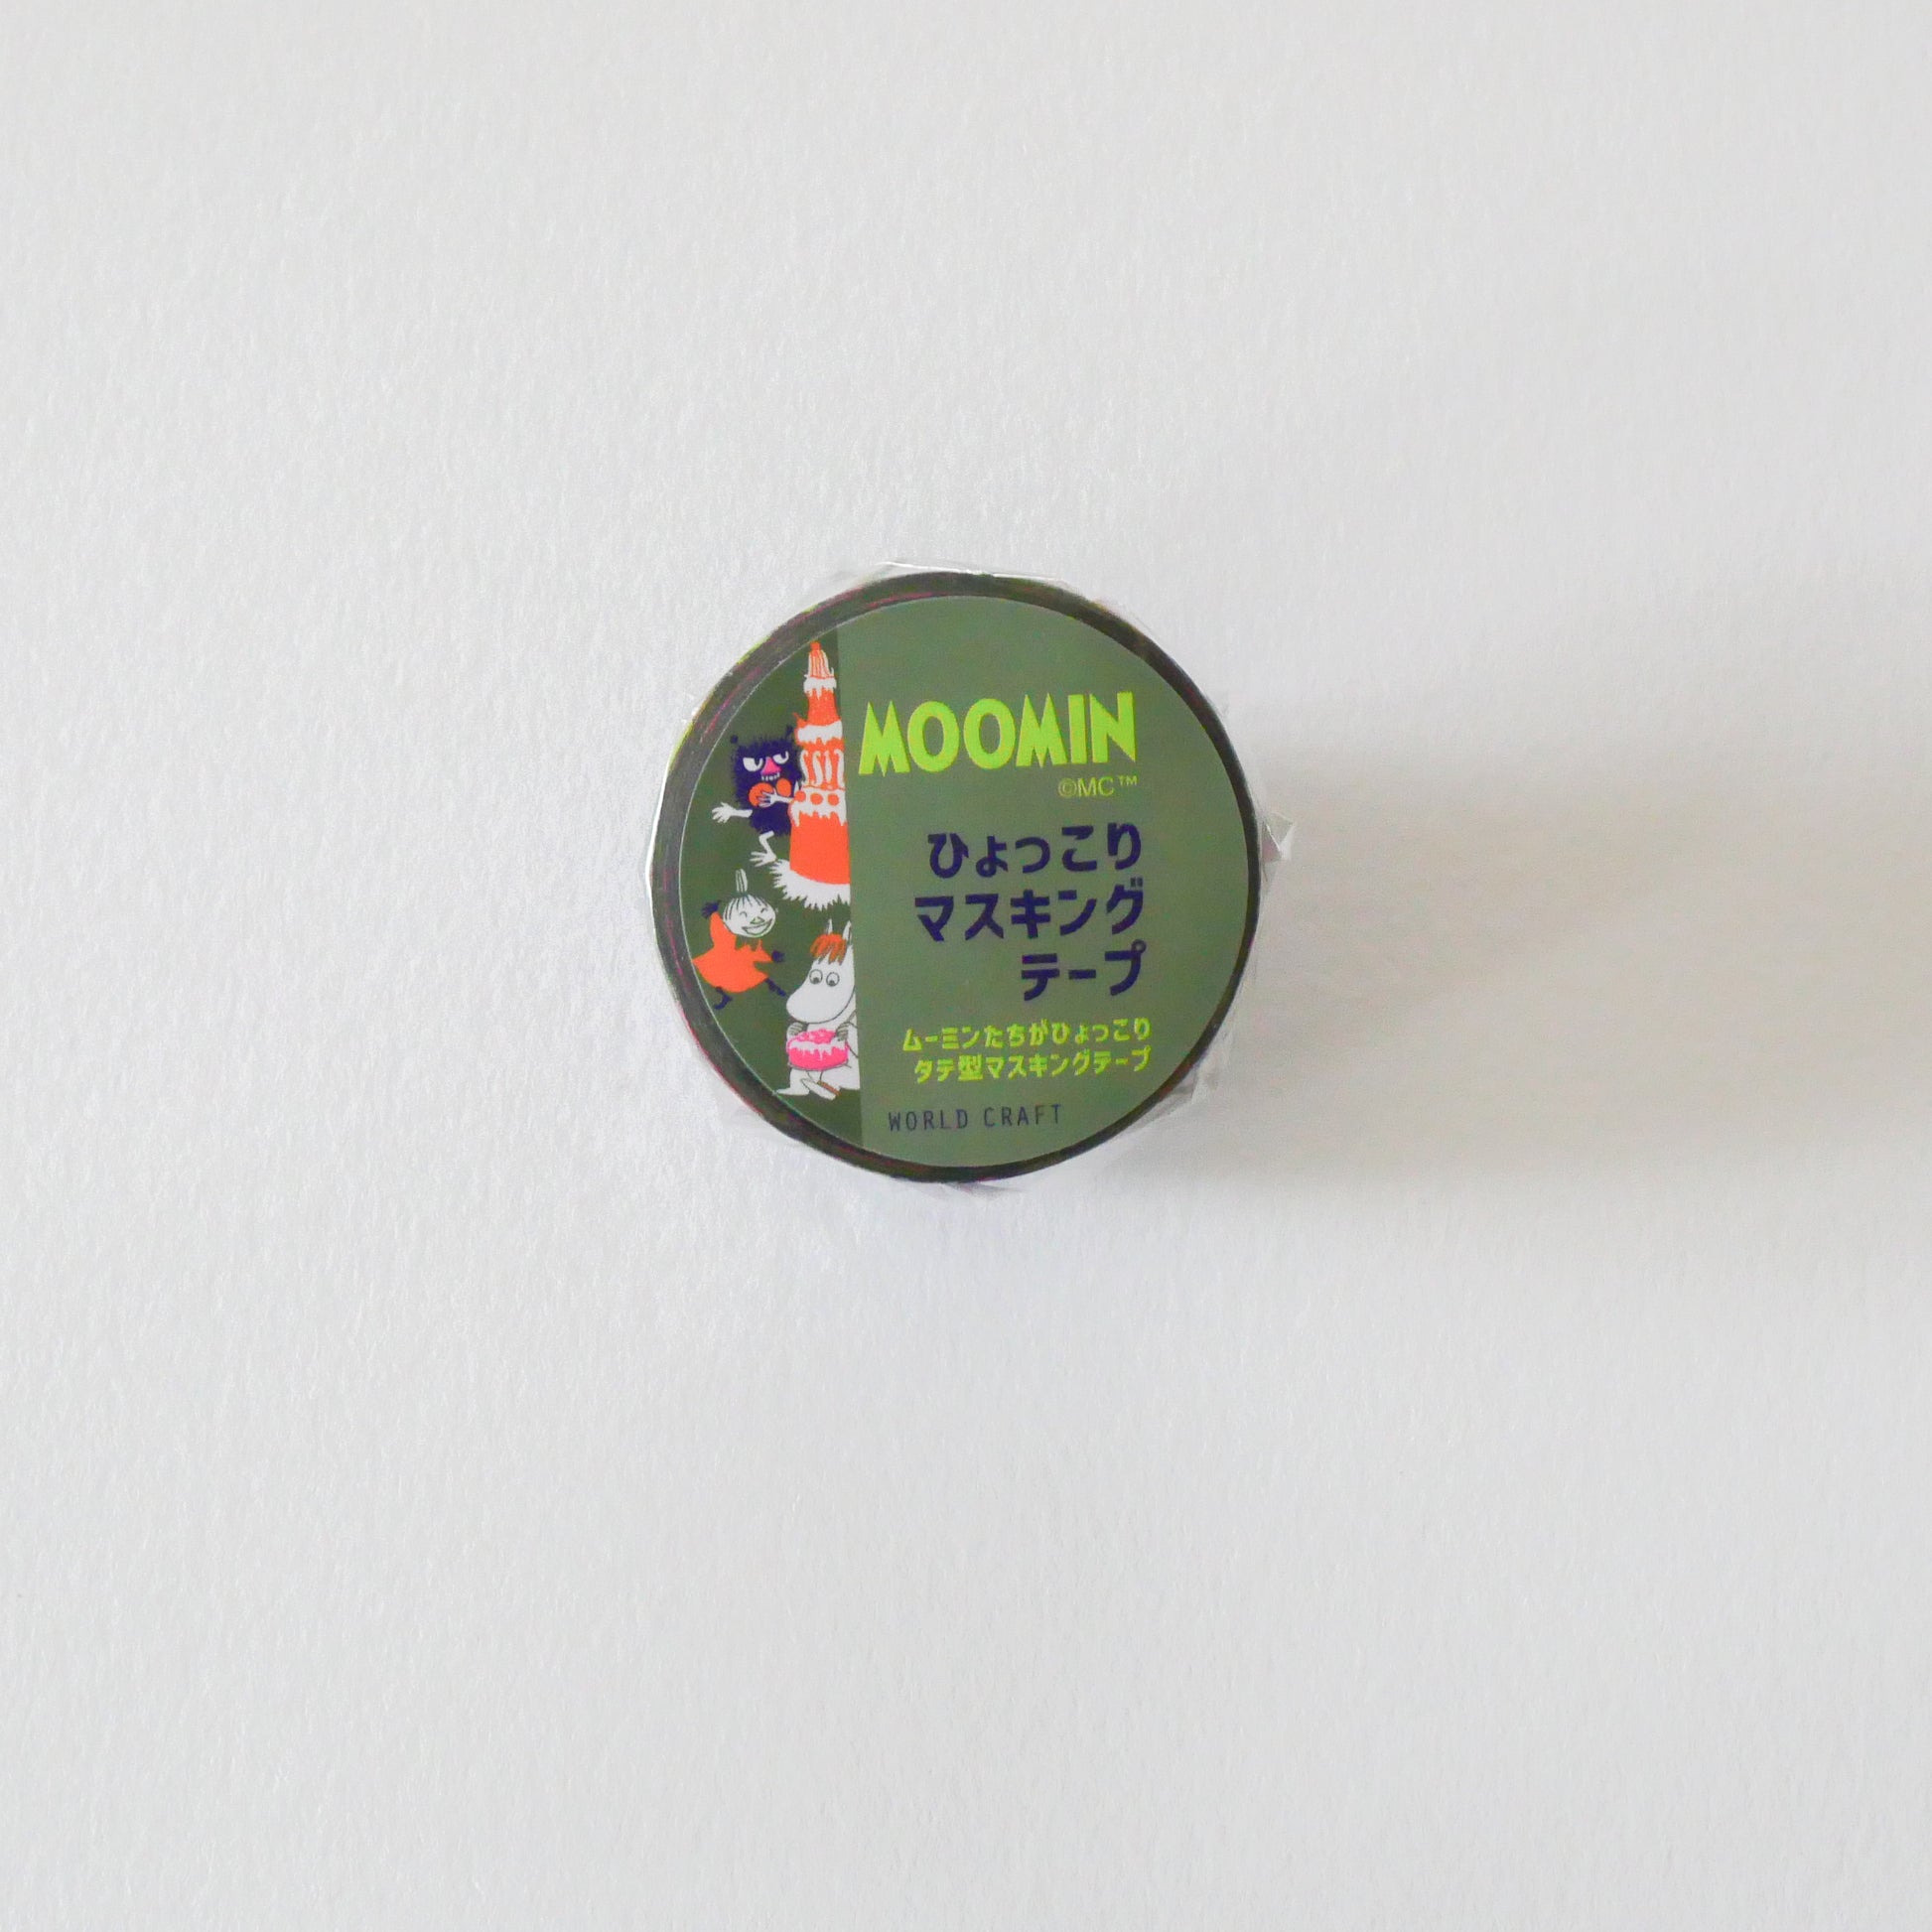 MOOMIN
©MC™
ひょっこり
マスキング
テープ
ムーミンたちがひょっこり
タテ型マスキングテープ
WORLD CRAFT